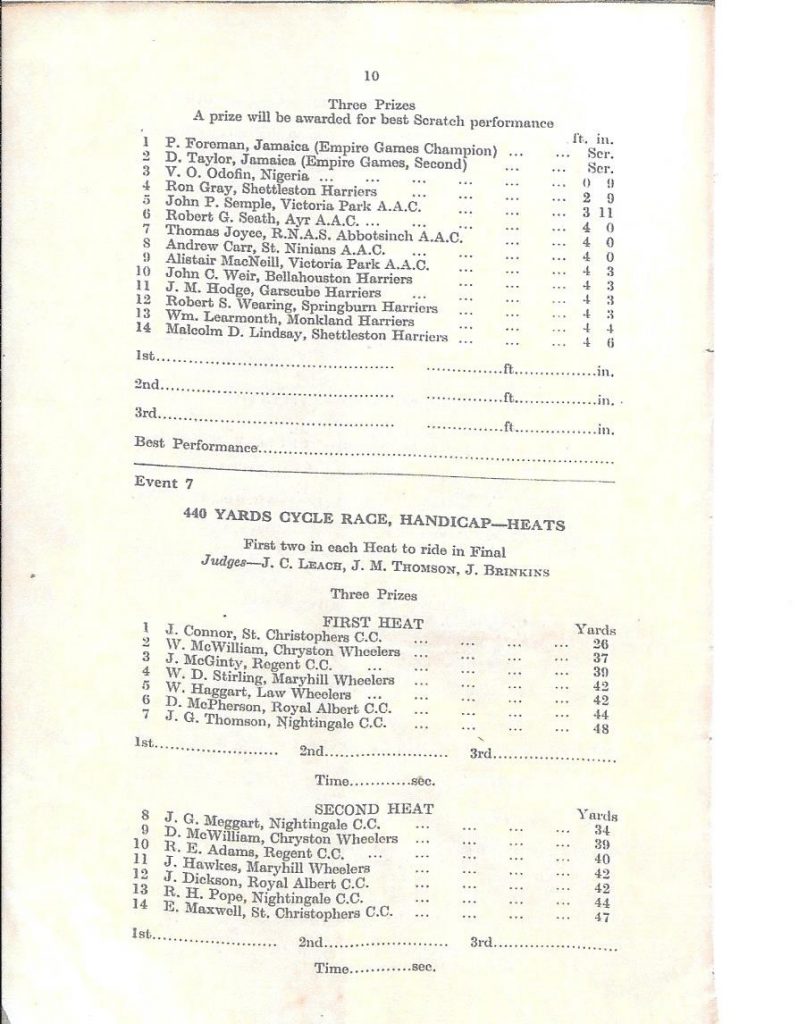 10
Three Prizes
A prize will be awarded for best Scratch performance
ft. in.
1 P. Foreman, Jamaica (Empire Games Champion) ... ... Scr.
2 D. Taylor, Jamaica (Empire Games, Second) ... ... Scr.
3 V. O. Odofin, Nigeria ... ... ... ... ... ... 0 9
4 Ron Gray, Shettleston Harriers ... ... ... ... 2 9
5 John P. Semple, Victoria Park A.A.C. ... ... ... 3 11
6 Robert G. Seath, Ayr A.A.C. ... ... ... ... ... 4 0
7 Thomas Joyce, R.N.A.S. Abbotsinch A.A.C. ... ... 4 0
8 Andrew Carr, St. Ninians A.A.C. ... ... ... ... 4 0
9 Alistair MacNeill, Victoria Park A.A.C. ... ... ... 4 3
10 John C. Weir, Bellahouston Harriers ... ... ... 4 3
11 J. M. Hodge, Garscube Harriers ... ... ... ... 4 3
12 Robert S. Wearing, Springburn Harriers ... ... ... 4 3
13 Wm. Learmonth, Monkland Harriers ... ... ... 4 4
14 Malcolm D. Lindsay, Shettleston Harriers ... ... ... 4 6
1st.................................................. ................ft...............in.
2nd.................................................. ................ft...............in.
3rd.................................................. ................ft...............in.
Best Performance......................................................................
Event 7
440 YARDS CYCLE RACE, HANDICAP—HEATS
First two in each Heat to ride in Final
Judges—J. C. LEACH, J. M. THOMSON, J. BRINKINS
Three Prizes
FIRST HEAT
Yards
1 J. Connor, St. Christophers C.C. ... ... ... ... 26
2 W. McWilliam, Chryston Wheelers ... ... ... ... 37
3 J. McGinty, Regent C.C. ... ... ... ... ... 39
4 W. D. Stirling, Maryhill Wheelers ... ... ... ... 42
5 W. Haggart, Law Wheelers ... ... ... ... ... 42
6 D. McPherson, Royal Albert C.C. ... ... ... ... 44
7 J. G. Thomson, Nightingale C.C. ... ... ... ... 48
1st......................... 2nd......................... 3rd.........................
Time............sec.
SECOND HEAT
Yards
8 J. G. Meggart, Nightingale C.C. ... ... ... ... 34
9 D. McWilliam, Chryston Wheelers ... ... ... ... 39
10 R. E. Adams, Regent C.C. ... ... ... ... ... 40
11 J. Hawkes, Maryhill Wheelers ... ... ... ... 42
12 J. Dickson, Royal Albert C.C. ... ... ... ... 42
13 R. H. Pope, Nightingale C.C. ... ... ... ... 44
14 E. Maxwell, St. Christophers C.C. ... ... ... ... 47
1st......................... 2nd......................... 3rd.........................
Time............sec.